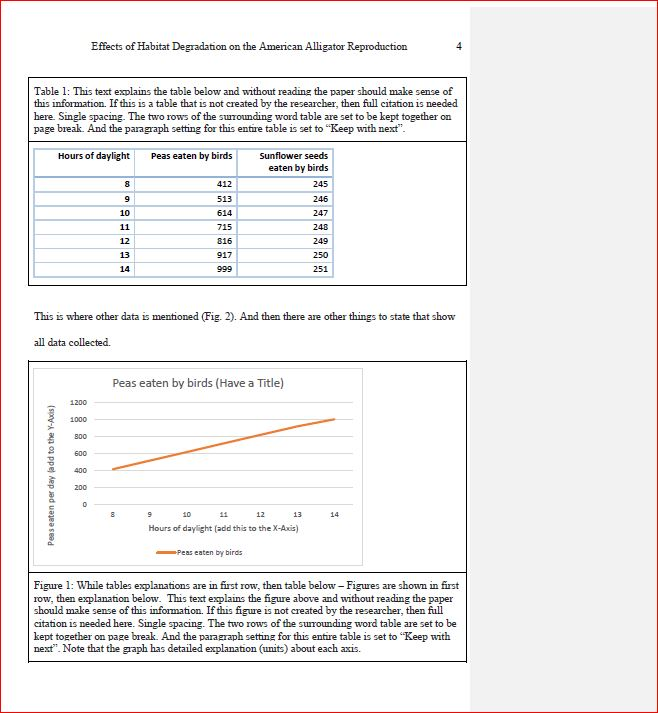 Effects of Habitat Degradation on the American Alligator Reproduction 4
Table 1: This text explains the table below and without reading the paper should make sense of
this information. If this is a table that is not created by the researcher, then full citation is needed
here. Single spacing. The two rows of the surrounding word table are set to be kept together on
page break. And the paragraph setting for this entire table is set to “Keep with next”.
Hours of daylight Peas eaten by birds Sunflower seeds
eaten by birds
8 412 245
9 513 246
10 614 247
11 715 248
12 816 249
13 917 250
14 999 251
This is where other data is mentioned (Fig. 2). And then there are other things to state that show
all data collected.
Peas eaten by birds (Have a Title)
Peas eaten per day (add to the Y-Axis)
1200
1000
800
600
400
200
0
8 9 10 11 12 13 14
Hours of daylight (add this to the X-Axis)
Peas eaten by birds
Figure 1: While tables explanations are in first row, then table below – Figures are shown in first
row, then explanation below. This text explains the figure above and without reading the paper
should make sense of this information. If this figure is not created by the researcher, then full
citation is needed here. Single spacing. The two rows of the surrounding word table are set to be
kept together on page break. And the paragraph setting for this entire table is set to “Keep with
next”. Note that the graph has detailed explanation (units) about each axis.